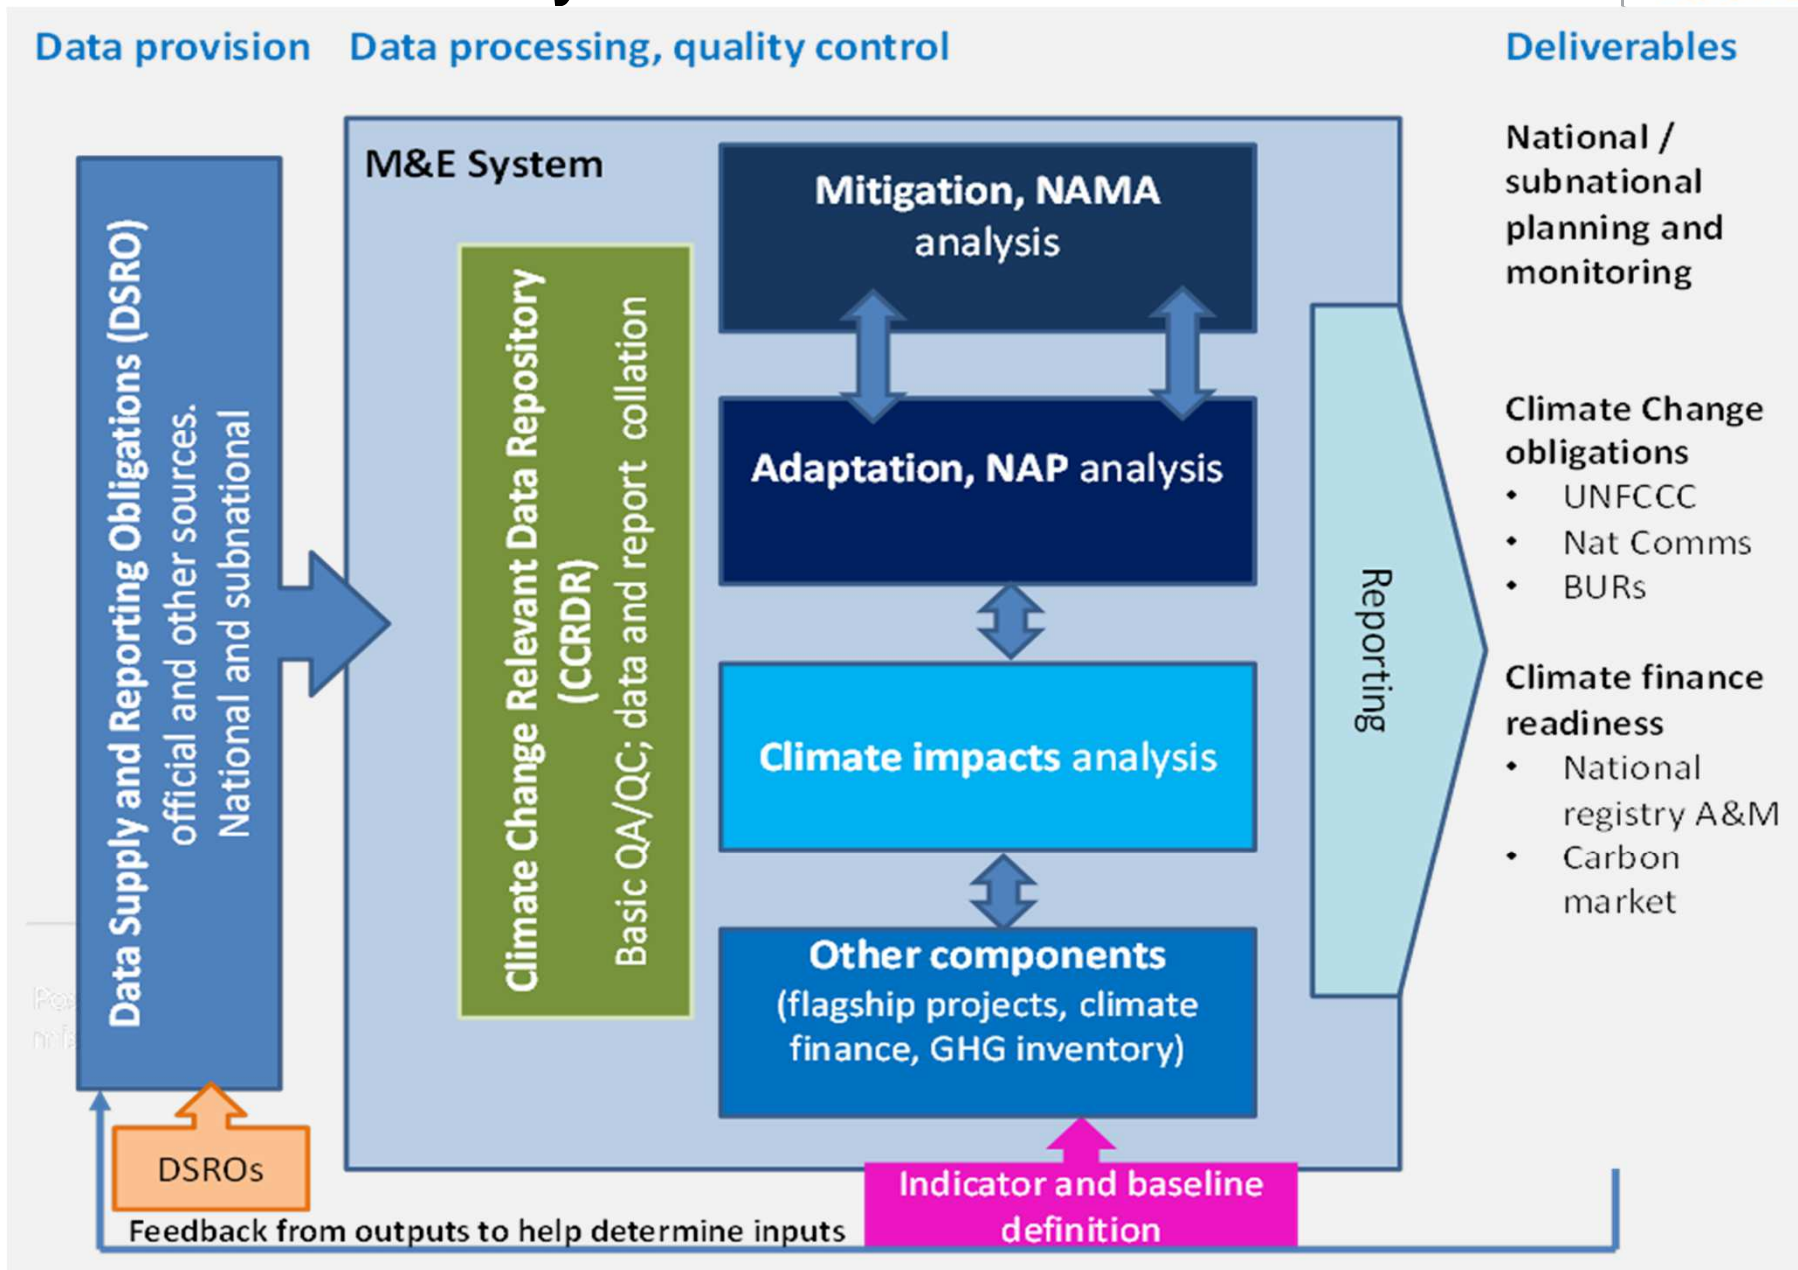 Data provision
Data processing, quality control
Deliverables
Data Supply and Reporting Obligations (DSRO)
official and other sources.
National and subnational
DSROs
M&E System
Climate Change Relevant Data Repository
(CCRDR)
Basic QA/QC; data and report collation
Mitigation, NAMA
analysis
Adaptation, NAP analysis
Climate impacts analysis
Other components
(flagship projects, climate
finance, GHG inventory)
Indicator and baseline
definition
Reporting
National /
subnational
planning and
monitoring
Climate Change
obligations
• UNFCCC
• Nat Comms
• BURs
Climate finance
readiness
• National
registry A&M
• Carbon
market
Feedback from outputs to help determine inputs